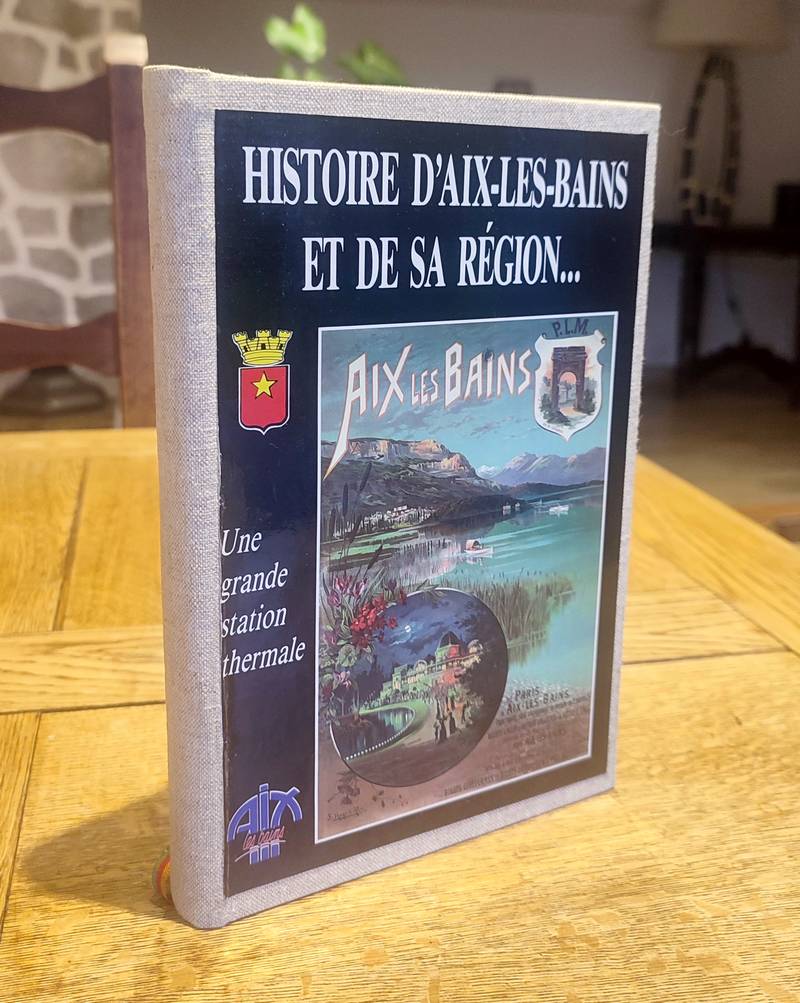 HISTOIRE D'AIX-LES-BAINS
ET DE SA RÉGION...
P.L.M.
AIX LES BAINS
Une
grande
station
thermale
PARIS
AIX-LES-BAINS
AIX
les bains